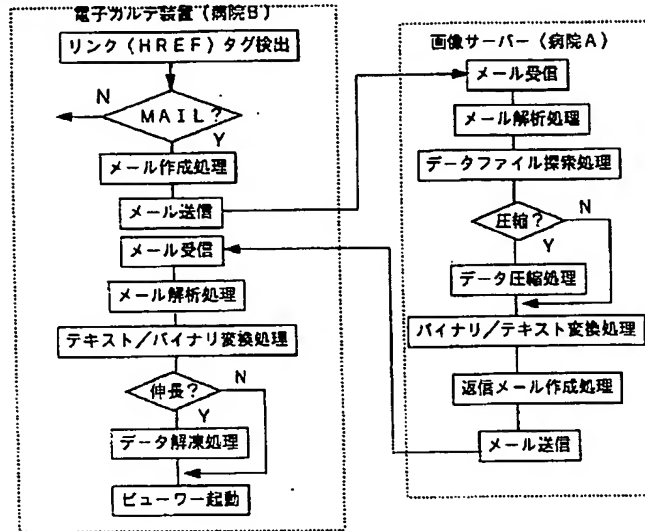 電子カルテ装置(病院B)
リンク(HREF)タグ検出
N
MAIL?
Y
メール作成処理
メール送信
メール受信
メール解析処理
テキスト/バイナリ変換処理
伸長?
N
Y
データ解凍処理
ビューワー起動
画像サーバー(病院A)
メール受信
メール解析処理
データファイル探索処理
圧縮?
N
Y
データ圧縮処理
バイナリ/テキスト変換処理
返信メール作成処理
メール送信